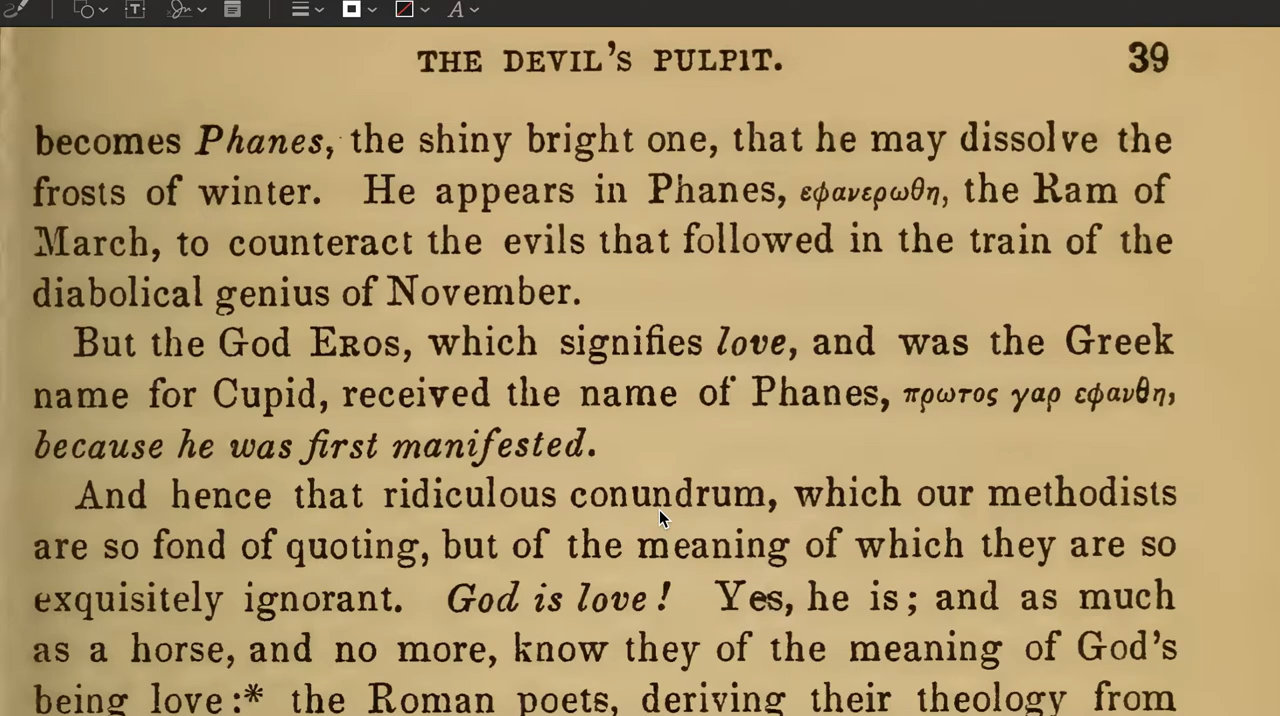 THE DEVIL'S PULPIT. 39
becomes Phanes, the shiny bright one, that he may dissolve the
frosts of winter. He appears in Phanes, εφανερωθη, the Ram of
March, to counteract the evils that followed in the train of the
diabolical genius of November.
But the God EROS, which signifies love, and was the Greek
name for Cupid, received the name of Phanes, πρωτος γαρ εφανθη,
because he was first manifested.
And hence that ridiculous conundrum, which our methodists
are so fond of quoting, but of the meaning of which they are so
exquisitely ignorant. God is love! Yes, he is; and as much
as a horse, and no more, know they of the meaning of God's
being love:* the Roman poets, deriving their theology from